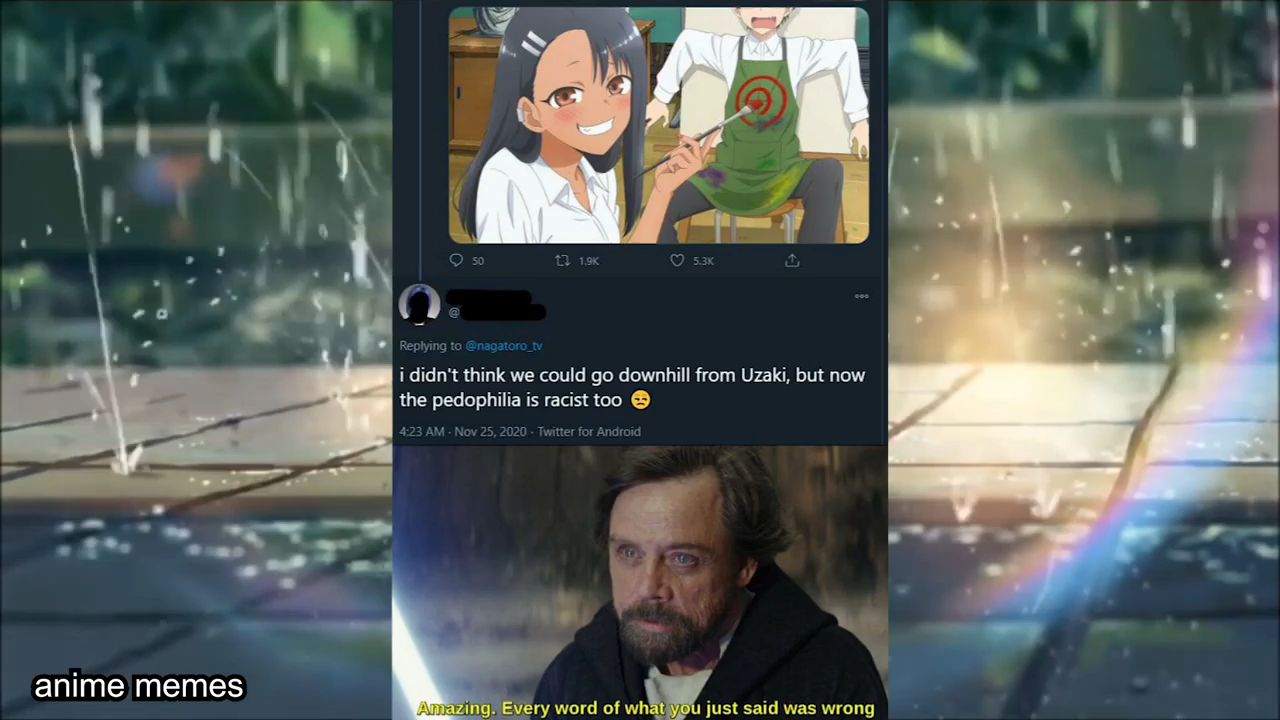 50
1.9K
5.3K
@
Replying to @nagatoro_tv
i didn't think we could go downhill from Uzaki, but now
the pedophilia is racist too 😒
4:23 AM · Nov 25, 2020 · Twitter for Android
Amazing. Every word of what you just said was wrong
anime memes